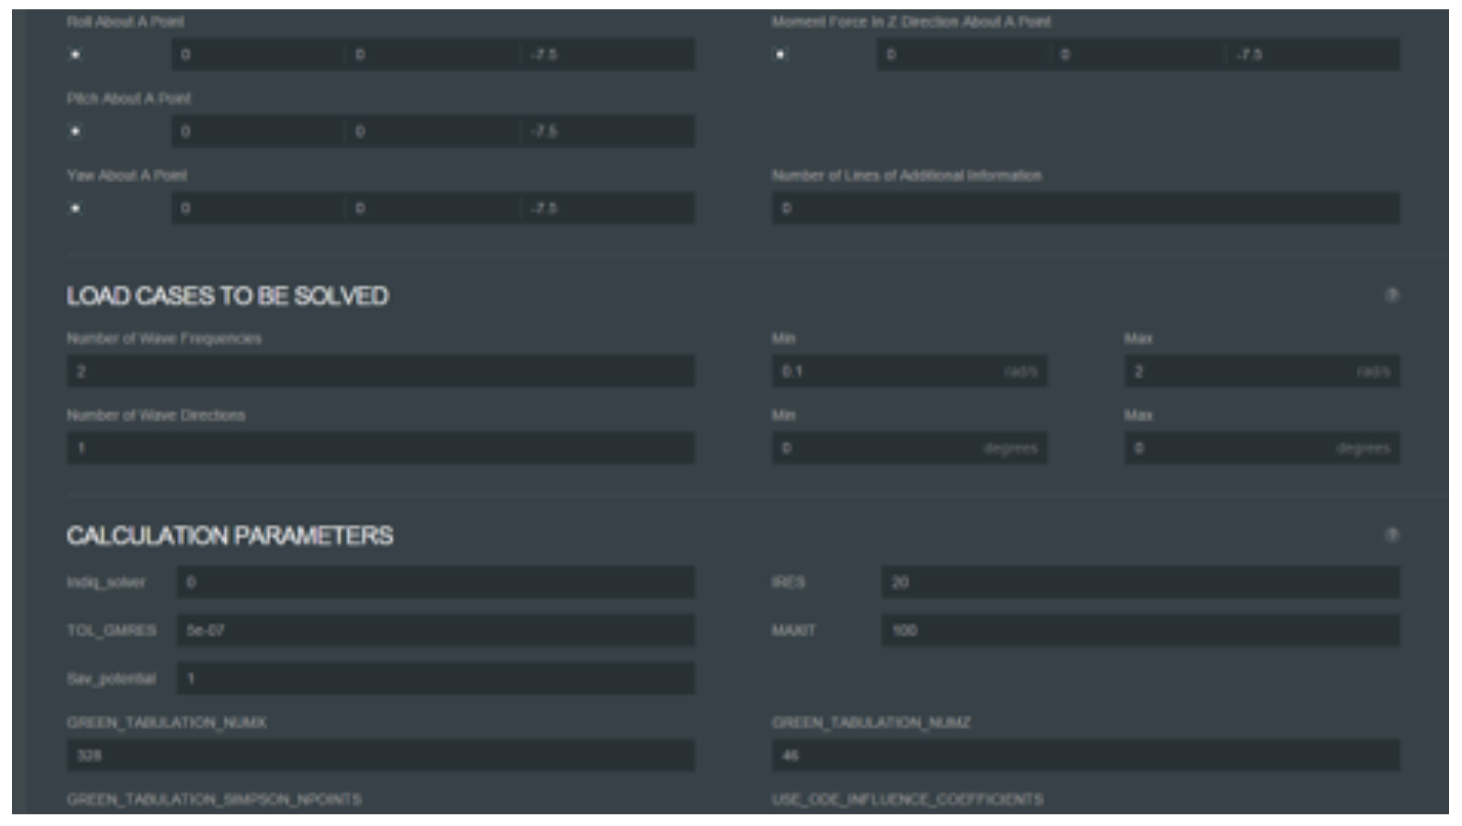 Roll About A Point
Moment Force In Z Direction About A Point
0 0 -7.5
0 0 -7.5
Pitch About A Point
0 0 -7.5
Yaw About A Point
Number of Lines of Additional Information
0 0 -7.5
0
LOAD CASES TO BE SOLVED
?
Number of Wave Frequencies
Min
Max
2
0.1 rad/s
2 rad/s
Number of Wave Directions
Min
Max
1
0 degrees
0 degrees
CALCULATION PARAMETERS
?
Indiq_solver 0
IRES 20
TOL_GMRES 5e-07
MAXIT 100
Sav_potential 1
GREEN_TABULATION_NUMX
GREEN_TABULATION_NUMZ
328
46
GREEN_TABULATION_SIMPSON_NPOINTS
USE_ODE_INFLUENCE_COEFFICIENTS